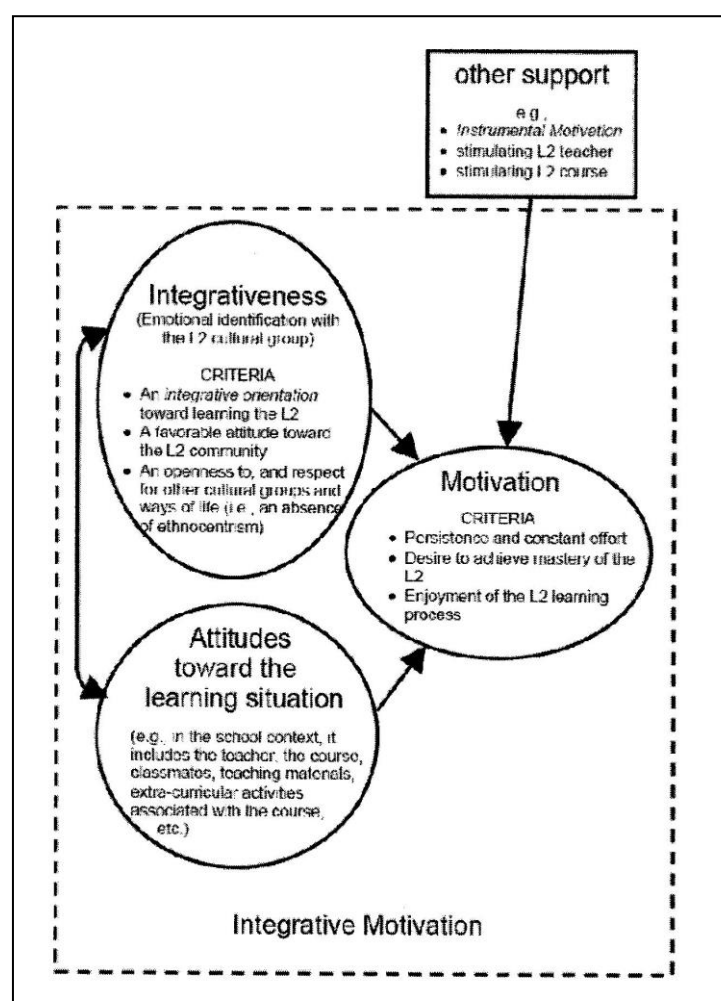 other support
e.g.,
• Instrumental Motivation
• stimulating L2 teacher
• stimulating L2 course
Integrativeness
(Emotional identification with
the L2 cultural group)
CRITERIA
• An integrative orientation
toward learning the L2
• A favorable attitude toward
the L2 community
• An openness to, and respect
for other cultural groups and
ways of life (i.e., an absence
of ethnocentrism)
Motivation
CRITERIA
• Persistence and constant effort
• Desire to achieve mastery of the
L2
• Enjoyment of the L2 learning
process
Attitudes
toward the
learning situation
(e.g., in the school context, it
includes the teacher, the course,
classmates, teaching materials,
extra-curricular activities
associated with the course,
etc.)
Integrative Motivation